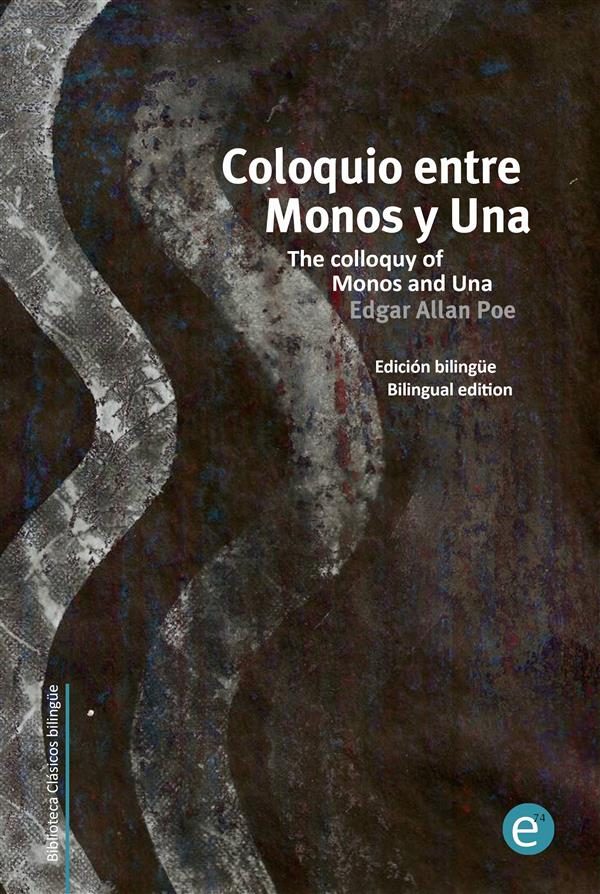 Coloquio entre
Monos y Una
The colloquy of
Monos and Una
Edgar Allan Poe
Edición bilingüe
Bilingual edition
Biblioteca Clásicos bilingüe
e 74